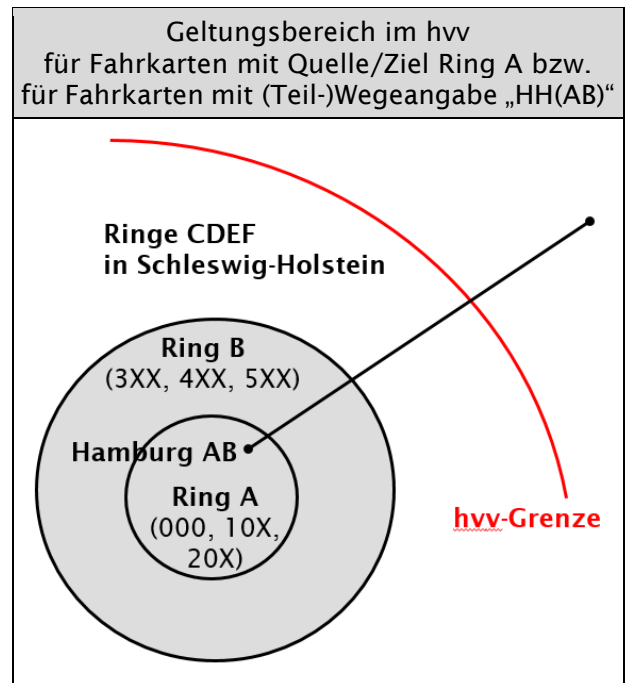 Geltungsbereich im hvv
für Fahrkarten mit Quelle/Ziel Ring A bzw.
für Fahrkarten mit (Teil-)Wegeangabe „HH(AB)“
Ringe CDEF
in Schleswig-Holstein
Ring B
(3XX, 4XX, 5XX)
Hamburg AB
Ring A
(000, 10X,
20X)
hvv-Grenze